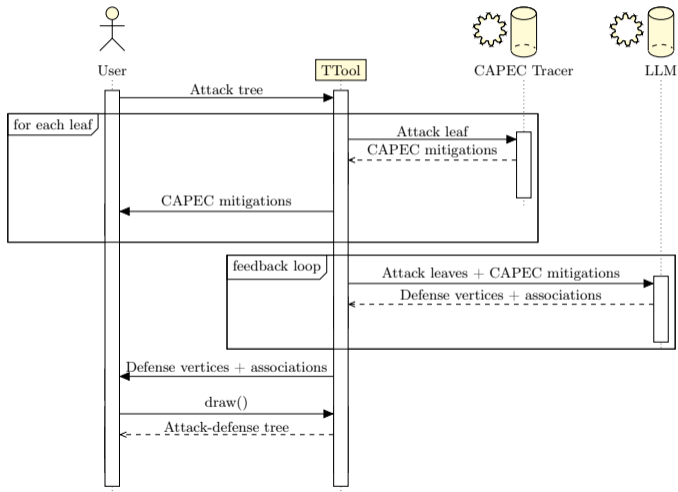 User
TTool
CAPEC Tracer
LLM
Attack tree
for each leaf
Attack leaf
CAPEC mitigations
CAPEC mitigations
feedback loop
Attack leaves + CAPEC mitigations
Defense vertices + associations
Defense vertices + associations
draw()
Attack-defense tree